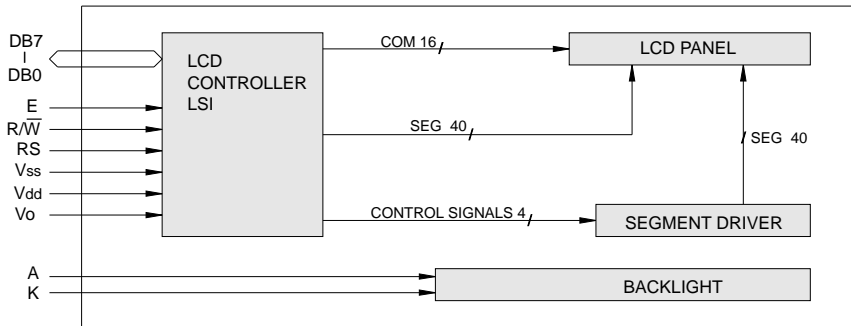 DB7
–
DB0
E
R/W̅
RS
Vss
Vdd
Vo
A
K
LCD
CONTROLLER
LSI
COM 16
LCD PANEL
SEG 40
SEG 40
CONTROL SIGNALS 4
SEGMENT DRIVER
BACKLIGHT